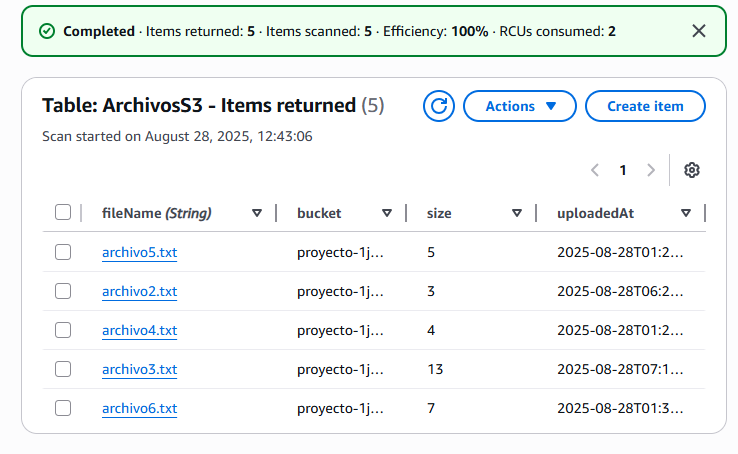 Completed · Items returned: 5 · Items scanned: 5 · Efficiency: 100% · RCUs consumed: 2
Table: ArchivosS3 - Items returned (5)
Actions
Create item
Scan started on August 28, 2025, 12:43:06
1
fileName (String) bucket size uploadedAt
archivo5.txt proyecto-1j... 5 2025-08-28T01:2...
archivo2.txt proyecto-1j... 3 2025-08-28T06:2...
archivo4.txt proyecto-1j... 4 2025-08-28T01:2...
archivo3.txt proyecto-1j... 13 2025-08-28T07:1...
archivo6.txt proyecto-1j... 7 2025-08-28T01:3...